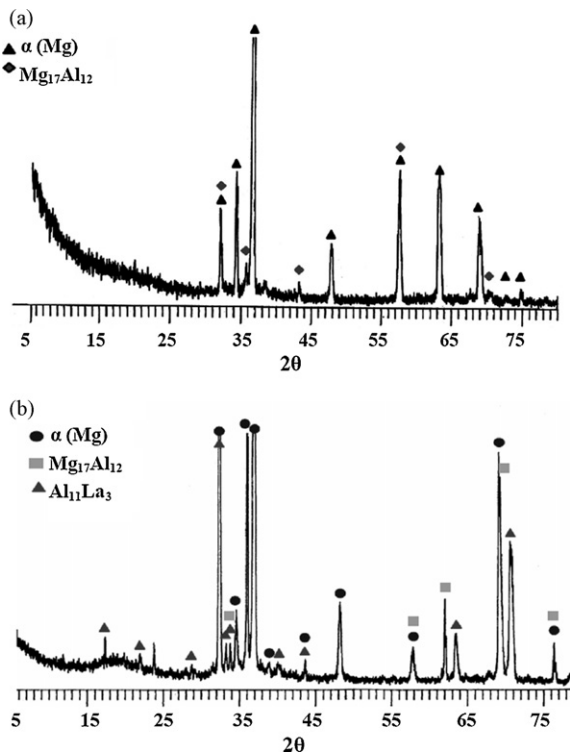 (a)
α (Mg)
Mg₁₇Al₁₂
5 15 25 35 45 55 65 75
2θ
(b)
α (Mg)
Mg₁₇Al₁₂
Al₁₁La₃
5 15 25 35 45 55 65 75
2θ